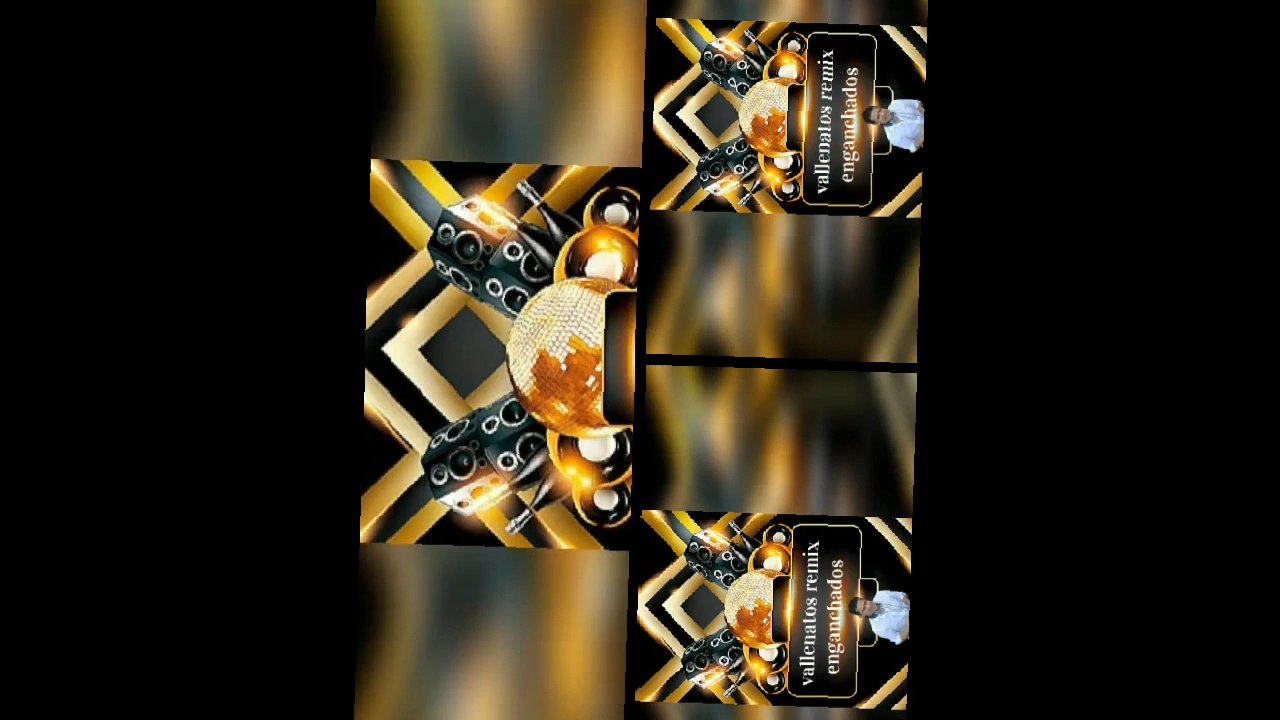 vallenatos remix
enganchados
vallenatos remix
enganchados